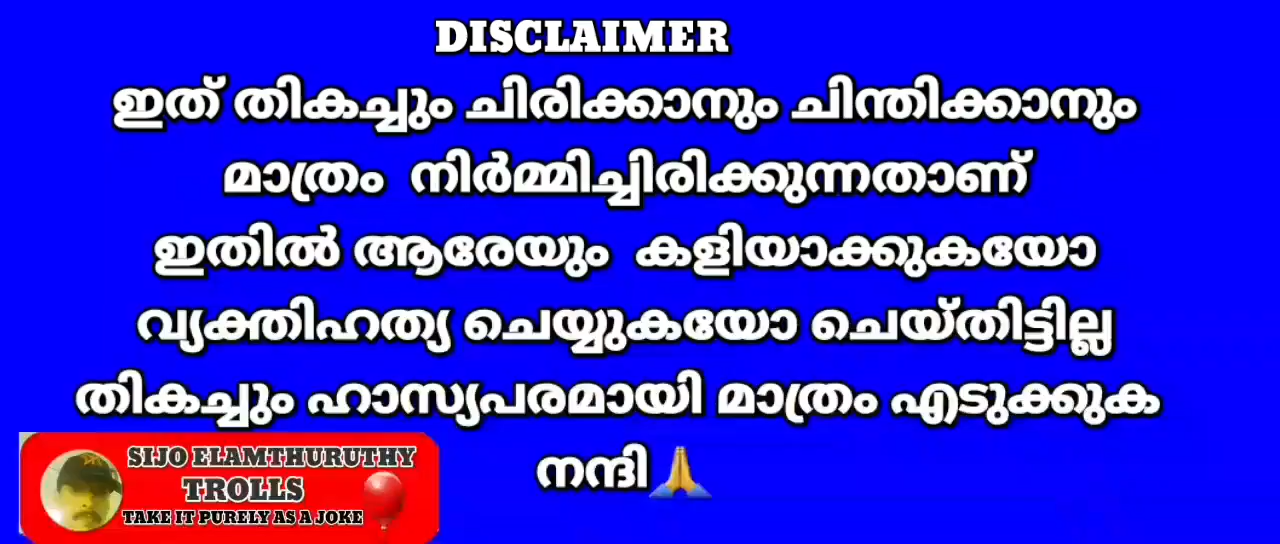 DISCLAIMER
ഇത് തികച്ചും ചിരിക്കാനും ചിന്തിക്കാനും
മാത്രം നിർമ്മിച്ചിരിക്കുന്നതാണ്
ഇതിൽ ആരേയും കളിയാക്കുകയോ
വ്യക്തിഹത്യ ചെയ്യുകയോ ചെയ്തിട്ടില്ല
തികച്ചും ഹാസ്യപരമായി മാത്രം എടുക്കുക
നന്ദി🙏
SIJO ELAMTHURUTHY
TROLLS
TAKE IT PURELY AS A JOKE